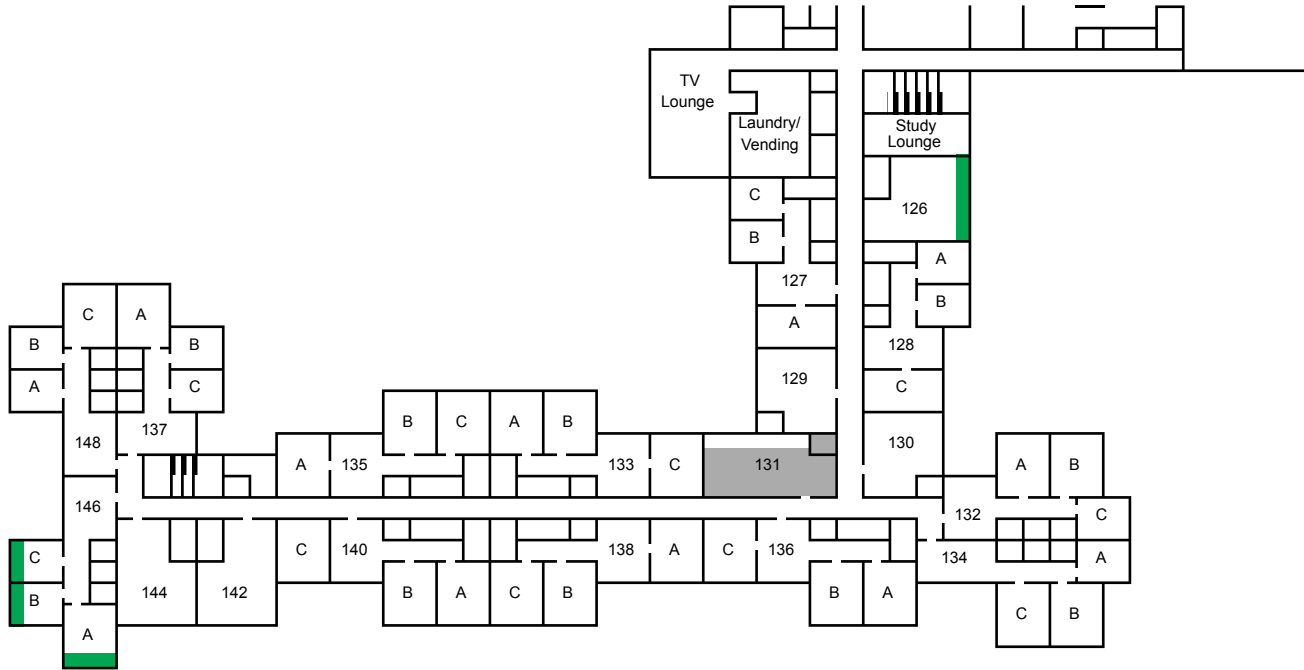 TV
Lounge
Laundry/
Vending
Study
Lounge
C
126
B
A
127
B
C
A
A
B
B
128
A
C
C
129
B
C
A
B
148
137
130
A
135
133
C
131
A
B
146
132
C
C
140
138
A
C
136
134
A
C
B
144
142
B
A
C
B
B
A
A
C
B